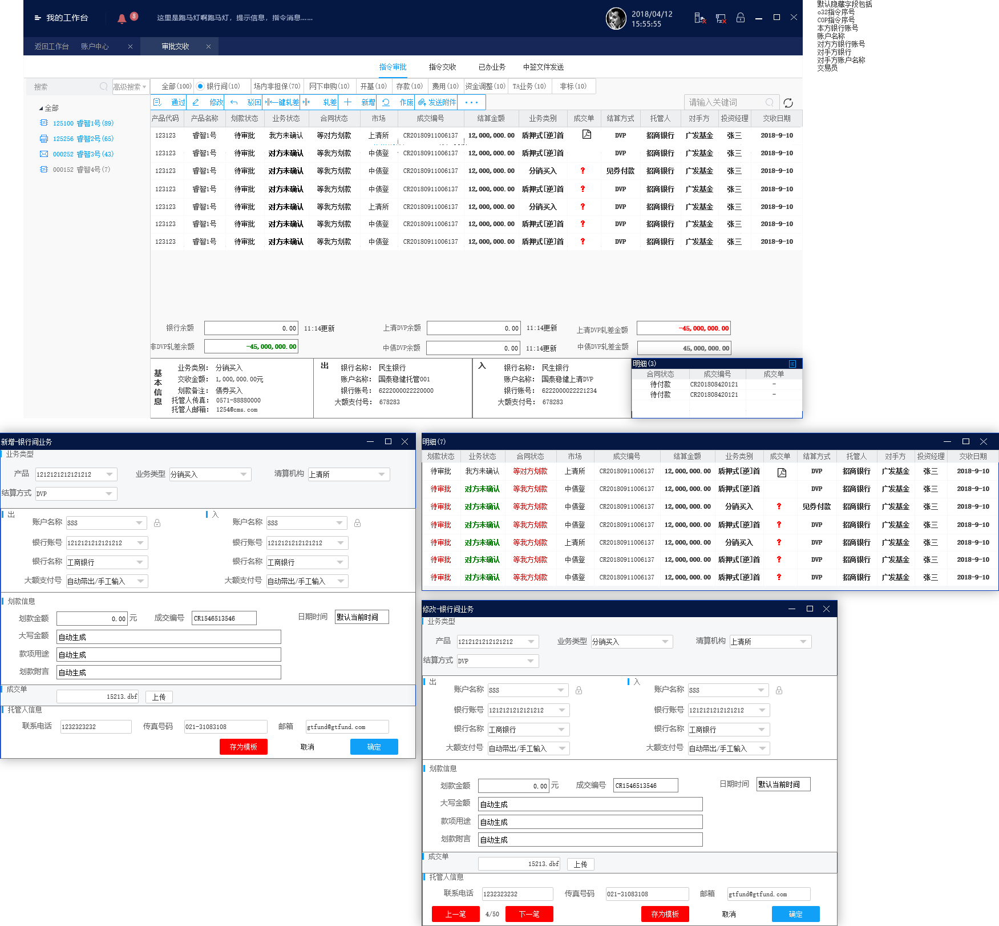 我的工作台 8 这里是跑马灯啊跑马灯，提示信息，指令消息…… 2018/04/12
15:55:55
返回工作台 账户中心 × 审批交收 ×
默认隐藏字段包括
o32指令序号
COP指令序号
本方银行账号
账户名称
对方方银行账号
对手方银行
对手方账户名称
交易员
指令审批 指令交收 已办业务 中签文件发送
搜索 高级搜索 全部(100) 银行间(10) 场内非担保(70) 网下申购(10) 开基(10) 存款(10) 费用(10) 资金调整(10) TA业务(10) 非标(10)
通过 修改 驳回 一键轧差 轧差 新增 作废 发送附件 ··· 请输入关键词
全部
125100 睿智1号(89)
125256 睿智2号(65)
000252 睿智3号(43)
000152 睿智4号(7)
产品代码 产品名称 划款状态 业务状态 合同状态 市场 成交编号 结算金额 业务类别 成交单 结算方式 托管人 对手方 投资经理 交收日期
123123 睿智1号 待审批 我方未确认 等对方划款 上清所 CR20180911006137 12,000,000.00 质押式[逆]首 DVP 招商银行 广发基金 张三 2018-9-10
123123 睿智1号 待审批 对方未确认 等我方划款 中债登 CR20180911006137 12,000,000.00 质押式[逆]首 DVP 招商银行 广发基金 张三 2018-9-10
123123 睿智1号 待审批 对方未确认 等我方划款 中债登 CR20180911006137 12,000,000.00 分销买入 ? 见券付款 招商银行 广发基金 张三 2018-9-10
123123 睿智1号 待审批 对方未确认 等我方划款 中债登 CR20180911006137 12,000,000.00 质押式[逆]首 ? DVP 招商银行 广发基金 张三 2018-9-10
123123 睿智1号 待审批 对方未确认 等我方划款 上清所 CR20180911006137 12,000,000.00 分销买入 ? DVP 招商银行 广发基金 张三 2018-9-10
123123 睿智1号 待审批 对方未确认 等我方划款 中债登 CR20180911006137 12,000,000.00 质押式[逆]首 ? DVP 招商银行 广发基金 张三 2018-9-10
123123 睿智1号 待审批 对方未确认 等我方划款 中债登 CR20180911006137 12,000,000.00 质押式[逆]首 ? DVP 招商银行 广发基金 张三 2018-9-10
银行余额 0.00 11:14更新 上清DVP余额 0.00 11:14更新 上清DVP轧差金额 -45,000,000.00
非DVP轧差余额 -45,000,000.00 中债DVP余额 0.00 11:14更新 中债DVP轧差金额 45,000,000.00
基本信息
业务类别： 分销买入
交收金额： 1,000,000.00元
划款备注： 债券买入
托管人传真： 0571-88880000
托管人邮箱： 1254@cms.com
出
银行名称： 民生银行
账户名称： 国泰稳健托管001
银行账号： 6222000022220000
大额支付号： 678283
入
银行名称： 民生银行
账户名称： 国泰稳健上清DVP
银行账号： 6222000022221234
大额支付号： 678283
明细(3)
合同状态 成交编号 成交单
待付款 CR201808420121 -
待付款 CR201808420121 -
新增-银行间业务
业务类型
产品 1212121212121212 业务类型 分销买入 清算机构 上清所
结算方式 DVP
出 入
账户名称 SSS 账户名称 SSS
银行账号 1212121212121212 银行账号 1212121212121212
银行名称 工商银行 银行名称 工商银行
大额支付号 自动带出/手工输入 大额支付号 自动带出/手工输入
划款信息
划款金额 0.00 元 成交编号 CR1546513546 日期时间 默认当前时间
大写金额 自动生成
款项用途 自动生成
划款附言 自动生成
成交单
15213.dbf 上传
托管人信息
联系电话 1232323232 传真号码 021-31083108 邮箱 gtfund@gtfund.com
存为模板 取消 确定
明细(7)
划款状态 业务状态 合同状态 市场 成交编号 结算金额 业务类别 成交单 结算方式 托管人 对手方 投资经理 交收日期
待审批 我方未确认 等对方划款 上清所 CR20180911006137 12,000,000.00 质押式[逆]首 DVP 招商银行 广发基金 张三 2018-9-10
待审批 对方未确认 等我方划款 中债登 CR20180911006137 12,000,000.00 质押式[逆]首 DVP 招商银行 广发基金 张三 2018-9-10
待审批 对方未确认 等我方划款 中债登 CR20180911006137 12,000,000.00 分销买入 ? 见券付款 招商银行 广发基金 张三 2018-9-10
待审批 对方未确认 等我方划款 中债登 CR20180911006137 12,000,000.00 质押式[逆]首 ? DVP 招商银行 广发基金 张三 2018-9-10
待审批 对方未确认 等我方划款 上清所 CR20180911006137 12,000,000.00 分销买入 ? DVP 招商银行 广发基金 张三 2018-9-10
待审批 对方未确认 等我方划款 中债登 CR20180911006137 12,000,000.00 质押式[逆]首 ? DVP 招商银行 广发基金 张三 2018-9-10
待审批 对方未确认 等我方划款 中债登 CR20180911006137 12,000,000.00 质押式[逆]首 ? DVP 招商银行 广发基金 张三 2018-9-10
修改-银行间业务
业务类型
产品 1212121212121212 业务类型 分销买入 清算机构 上清所
结算方式 DVP
出 入
账户名称 SSS 账户名称 SSS
银行账号 1212121212121212 银行账号 1212121212121212
银行名称 工商银行 银行名称 工商银行
大额支付号 自动带出/手工输入 大额支付号 自动带出/手工输入
划款信息
划款金额 0.00 元 成交编号 CR1546513546 日期时间 默认当前时间
大写金额 自动生成
款项用途 自动生成
划款附言 自动生成
成交单
15213.dbf 上传
托管人信息
联系电话 1232323232 传真号码 021-31083108 邮箱 gtfund@gtfund.com
上一笔 4/50 下一笔 存为模板 取消 确定